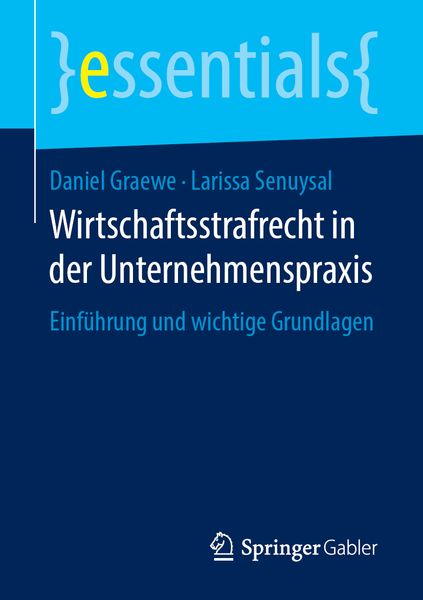 }essentials{
Daniel Graewe · Larissa Senuysal
Wirtschaftsstrafrecht in
der Unternehmenspraxis
Einführung und wichtige Grundlagen
Springer Gabler